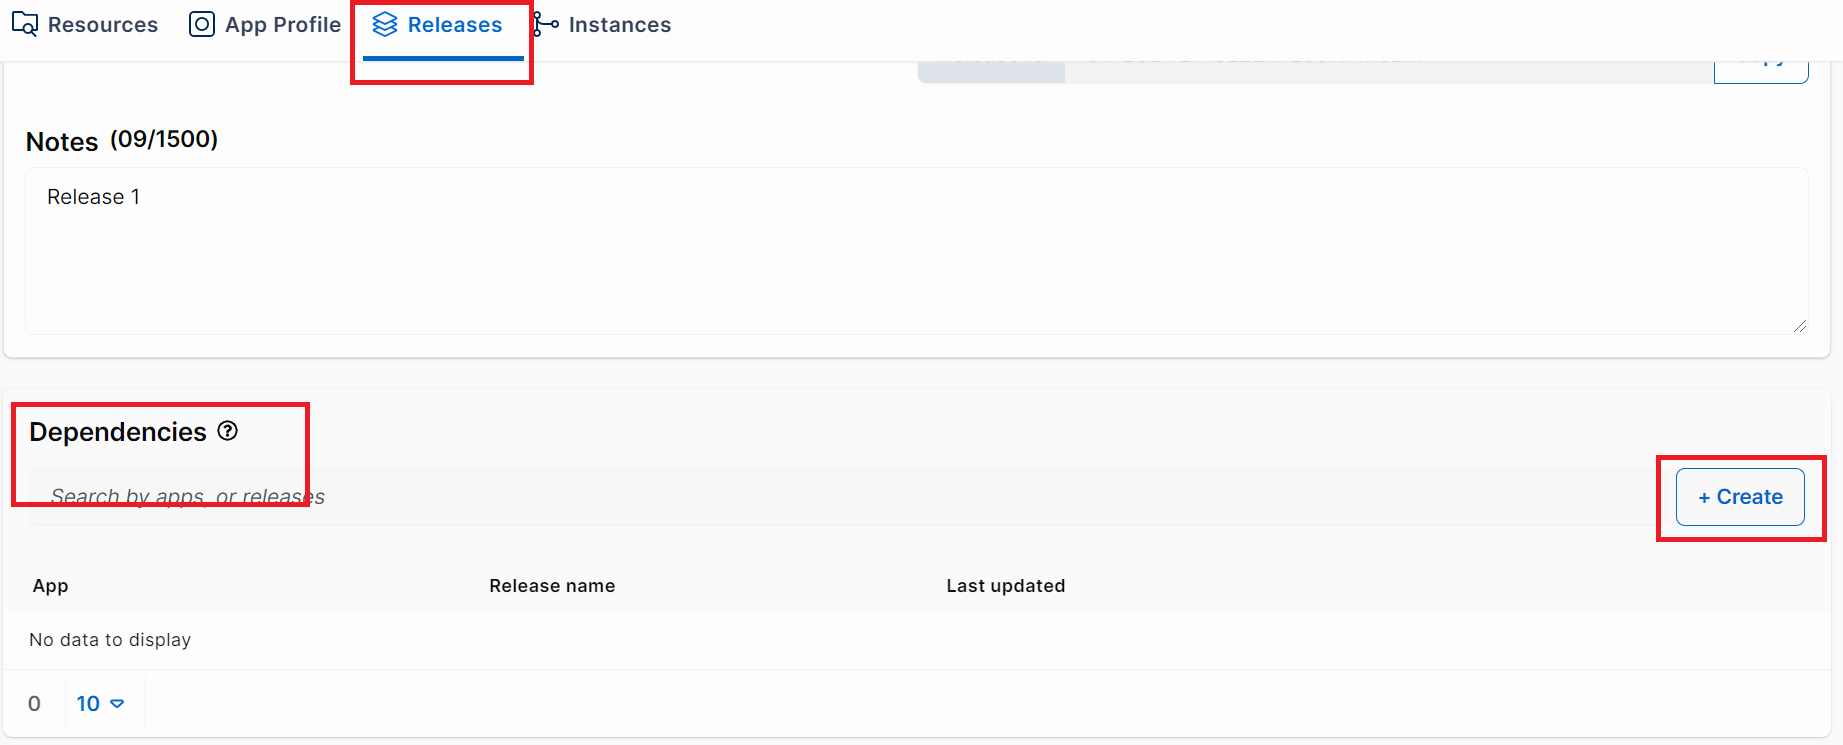 Resources App Profile Releases Instances
Notes (09/1500)
Release 1
Dependencies
Search by apps, or releases
+ Create
App Release name Last updated
No data to display
0 10